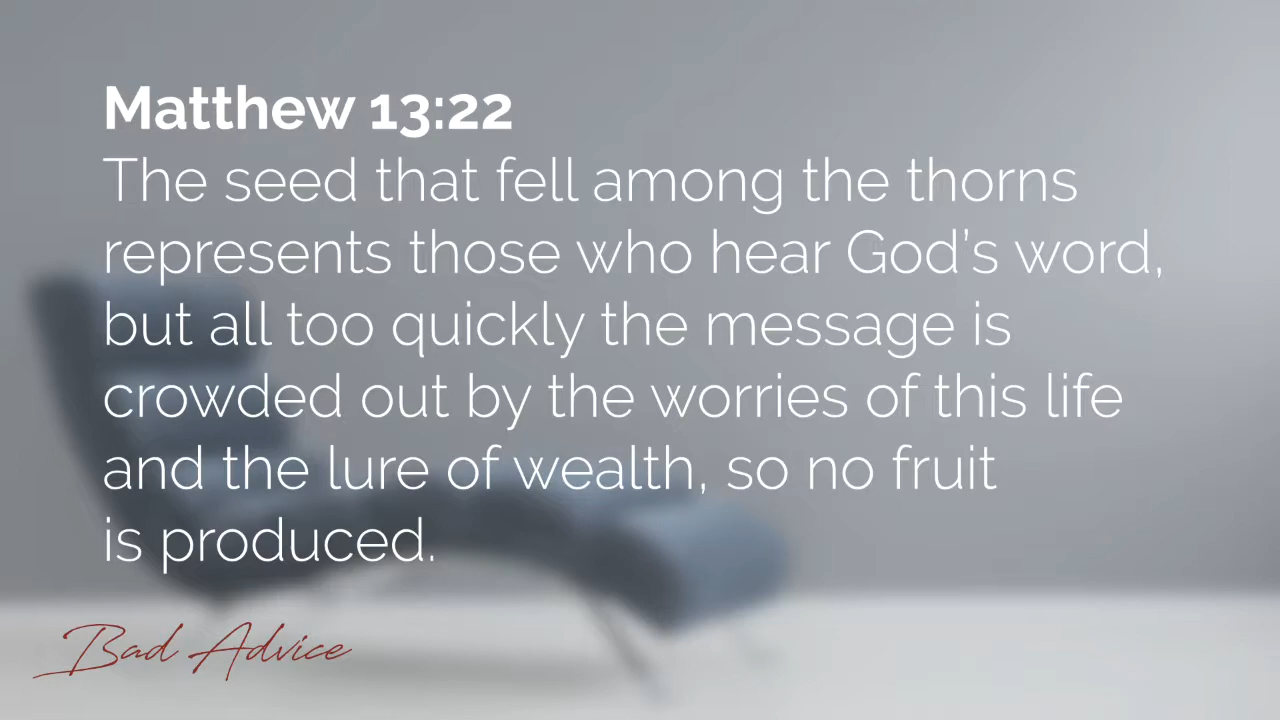 Matthew 13:22
The seed that fell among the thorns
represents those who hear God’s word,
but all too quickly the message is
crowded out by the worries of this life
and the lure of wealth, so no fruit
is produced.
Bad Advice